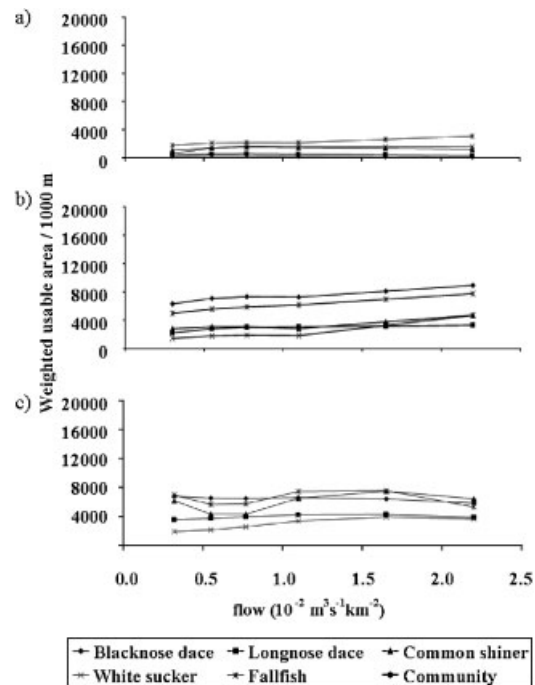 a)
20000
16000
12000
8000
4000
0
b)
20000
16000
12000
8000
4000
0
c)
20000
16000
12000
8000
4000
Weighted usable area / 1000 m
0.0 0.5 1.0 1.5 2.0 2.5
flow (10⁻² m³s⁻¹km⁻²)
Blacknose dace Longnose dace Common shiner
White sucker Fallfish Community